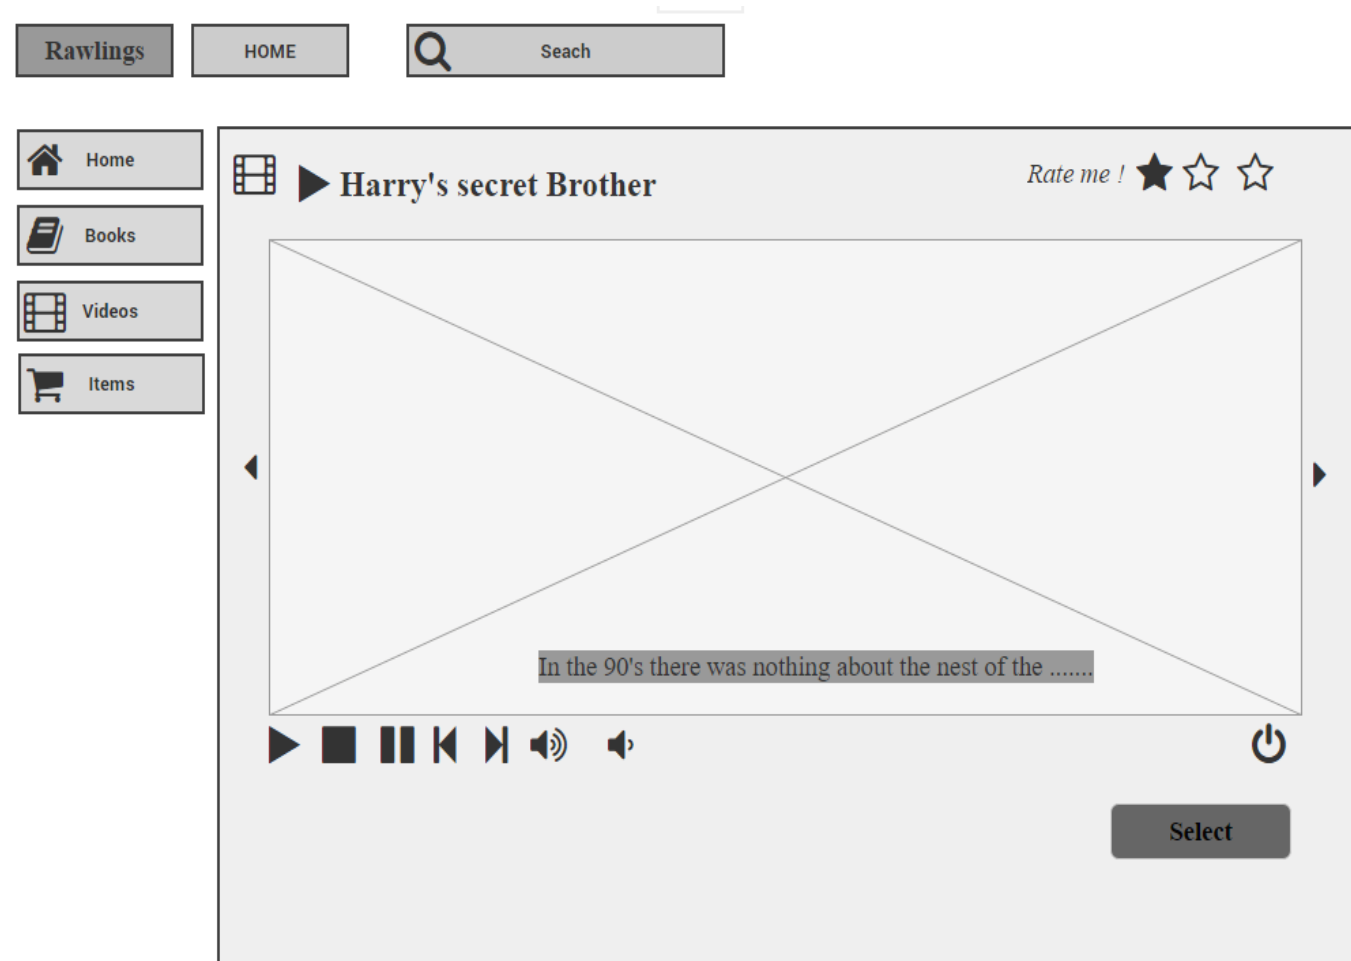 Rawlings
HOME
Seach
Home
Books
Videos
Items
Harry's secret Brother
Rate me !
In the 90's there was nothing about the nest of the .......
Select